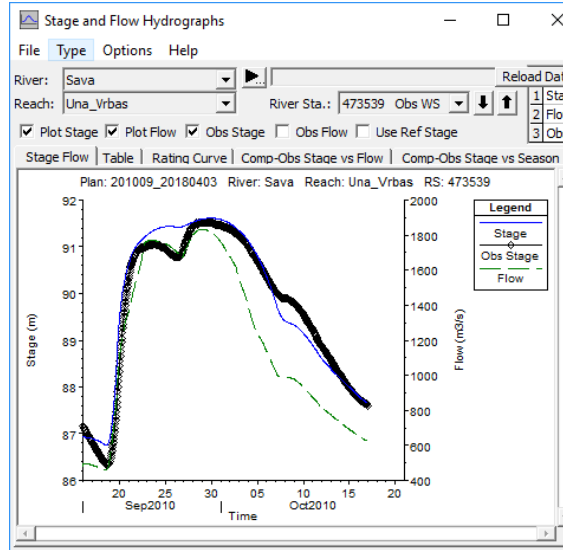 Stage and Flow Hydrographs
File Type Options Help
River: Sava Reload Dat
Reach: Una_Vrbas River Sta.: 473539 Obs WS
1 Sta
2 Flo
3 Ob
Plot Stage Plot Flow Obs Stage Obs Flow Use Ref Stage
Stage Flow Table Rating Curve Comp-Obs Stage vs Flow Comp-Obs Stage vs Season
Plan: 201009_20180403 River: Sava Reach: Una_Vrbas RS: 473539
92
91
90
89
88
87
86
Stage (m)
2000
1800
1600
1400
1200
1000
800
600
400
Flow (m3/s)
Legend
Stage
Obs Stage
Flow
20 25 30 05 10 15 20
Sep2010 Oct2010
Time